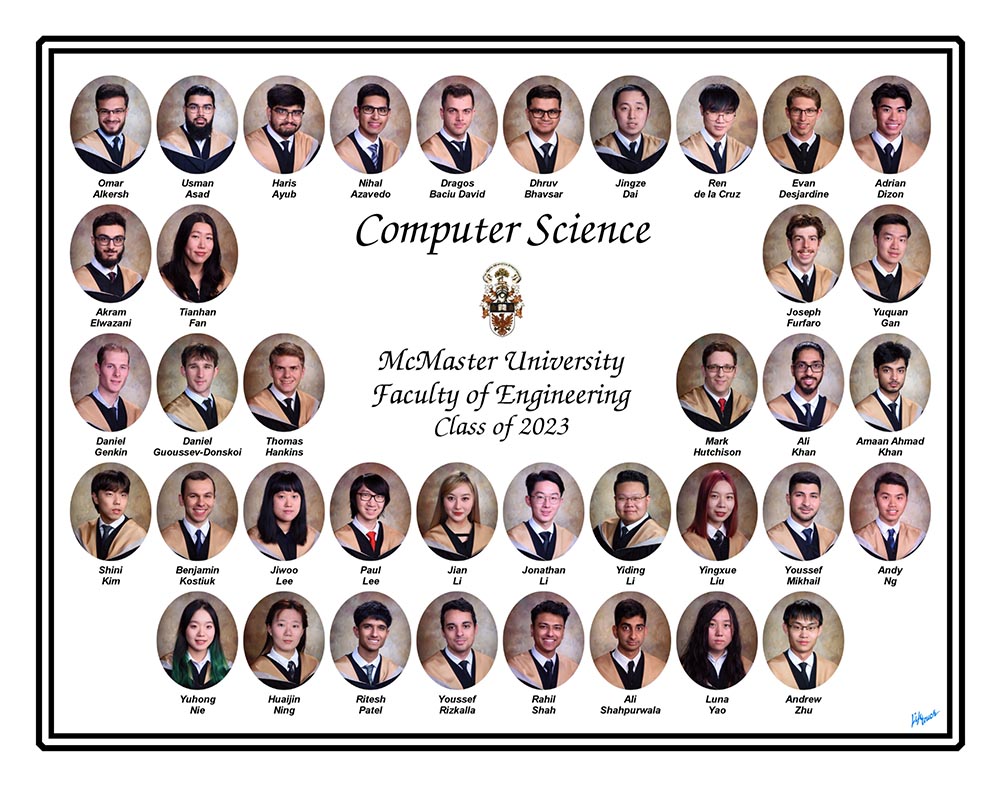 Omar Alkersh
Usman Asad
Haris Ayub
Nihal Azavedo
Dragos Baciu David
Dhruv Bhavsar
Jingze Dai
Ren de la Cruz
Evan Desjardine
Adrian Dizon
Computer Science
Akram Elwazani
Tianhan Fan
Joseph Furfaro
Yuquan Gan
McMaster University
Faculty of Engineering
Class of 2023
Daniel Genkin
Daniel Guoussev-Donskoi
Thomas Hankins
Mark Hutchison
Ali Khan
Amaan Ahmad Khan
Shini Kim
Benjamin Kostiuk
Jiwoo Lee
Paul Lee
Jian Li
Jonathan Li
Yiding Li
Yingxue Liu
Youssef Mikhail
Andy Ng
Yuhong Nie
Huaijin Ning
Ritesh Patel
Youssef Rizkalla
Rahil Shah
Ali Shahpurwala
Luna Yao
Andrew Zhu